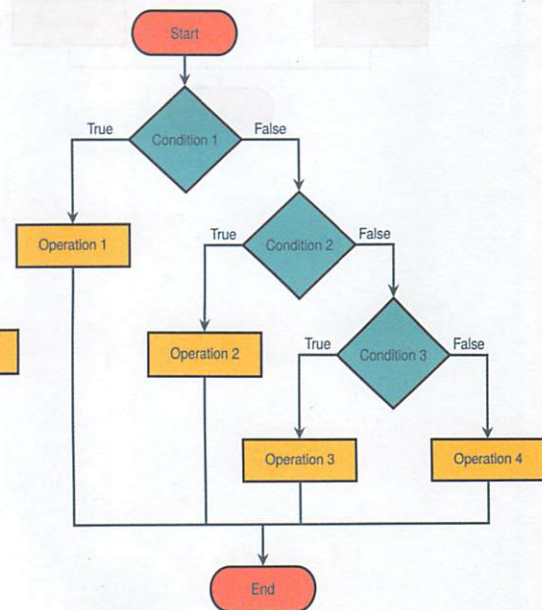 Start
True
Condition 1
False
Operation 1
True
Condition 2
False
Operation 2
True
Condition 3
False
Operation 3
Operation 4
End